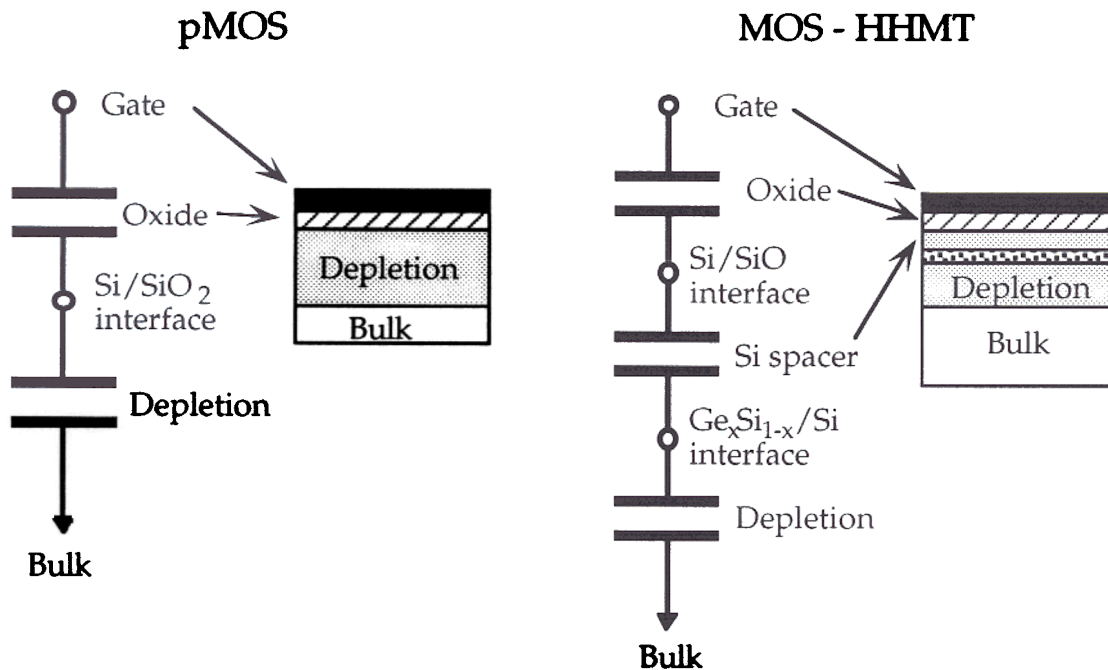 pMOS
Gate
Oxide
Si/SiO2
interface
Depletion
Bulk
Depletion
Bulk
MOS - HHMT
Gate
Oxide
Si/SiO
interface
Si spacer
GexSi1-x/Si
interface
Depletion
Bulk
Depletion
Bulk